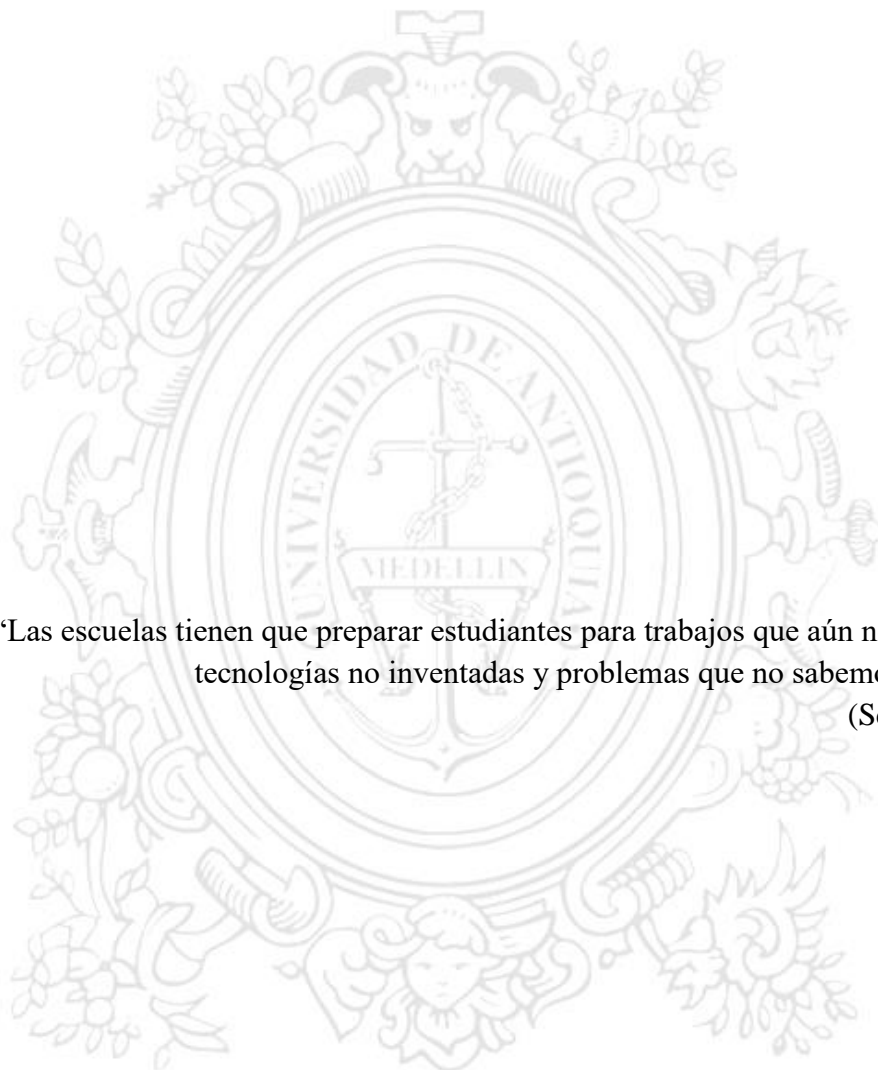 UNIVERSIDAD DE ANTIOQUIA
MEDELLIN
‘Las escuelas tienen que preparar estudiantes para trabajos que aún
tecnologías no inventadas y problemas que no